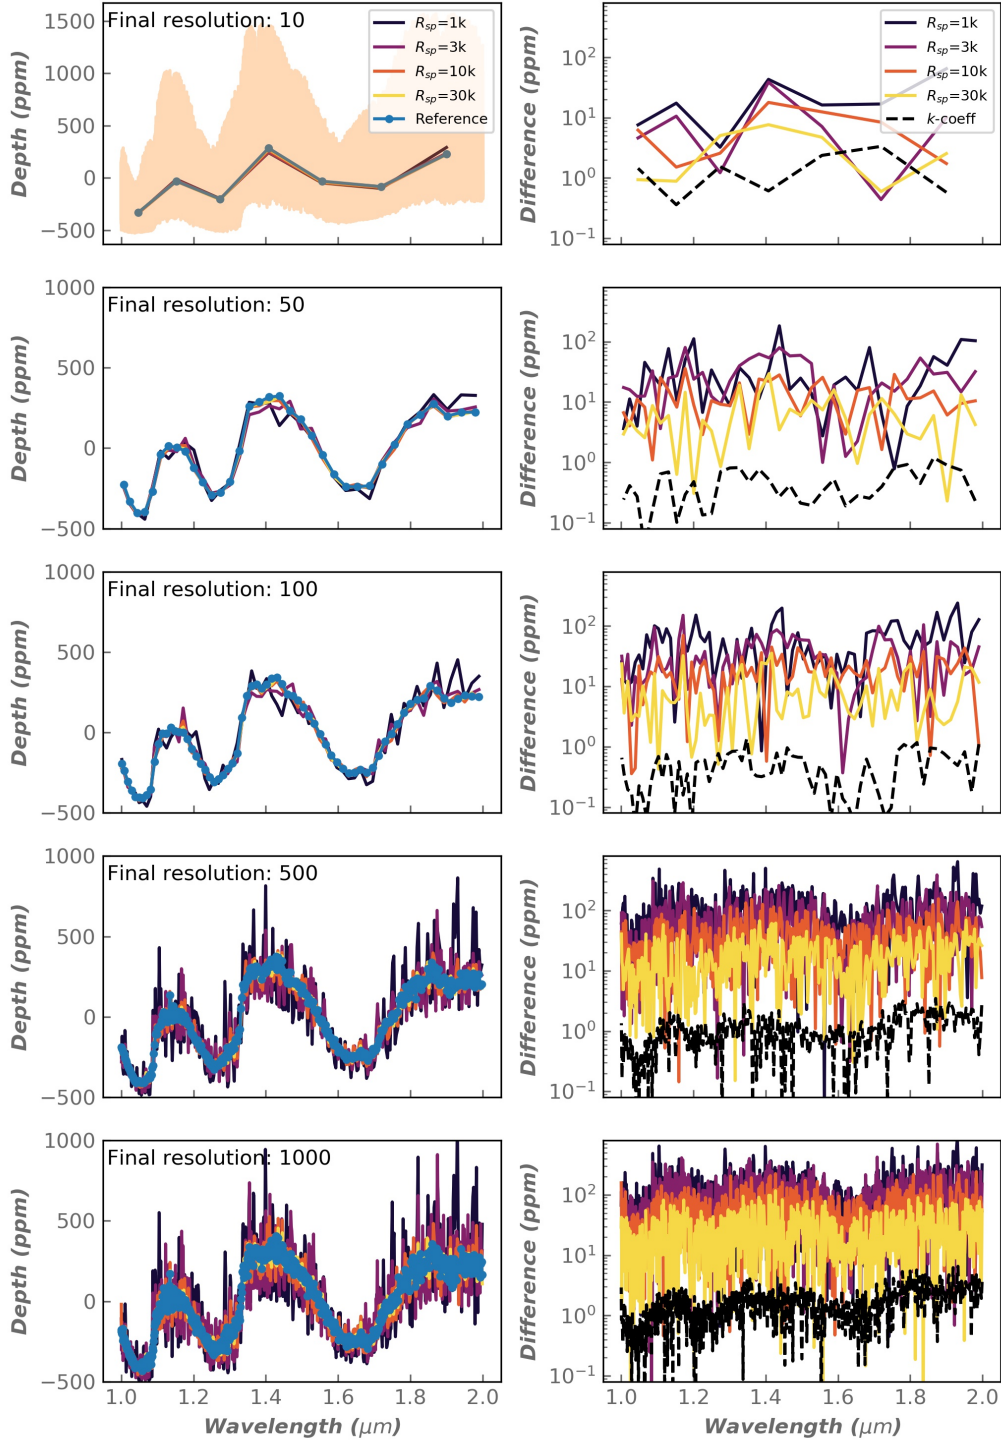 Final resolution: 10
Depth (ppm)
1500
1000
500
0
−500
R_sp=1k
R_sp=3k
R_sp=10k
R_sp=30k
Reference
Difference (ppm)
10^2
10^1
10^0
10^−1
R_sp=1k
R_sp=3k
R_sp=10k
R_sp=30k
k-coeff
Final resolution: 50
Depth (ppm)
1000
500
0
−500
Difference (ppm)
10^2
10^1
10^0
10^−1
Final resolution: 100
Depth (ppm)
1000
500
0
−500
Difference (ppm)
10^2
10^1
10^0
10^−1
Final resolution: 500
Depth (ppm)
1000
500
0
−500
Difference (ppm)
10^2
10^1
10^0
10^−1
Final resolution: 1000
Depth (ppm)
1000
500
0
−500
1.0 1.2 1.4 1.6 1.8 2.0
Wavelength (μm)
Difference (ppm)
10^2
10^1
10^0
10^−1
1.0 1.2 1.4 1.6 1.8 2.0
Wavelength (μm)